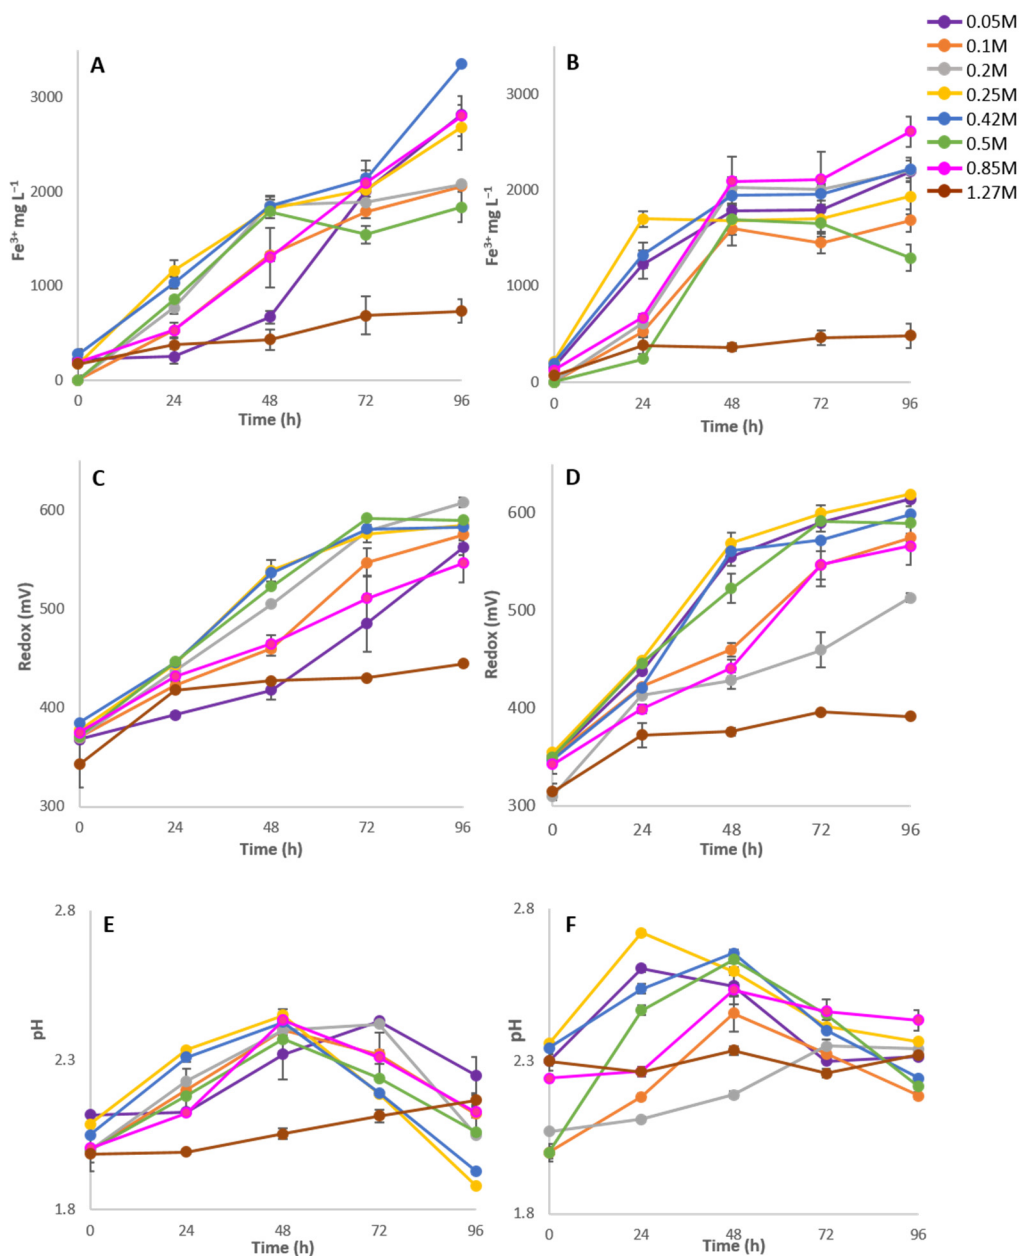 0.05M
0.1M
0.2M
0.25M
0.42M
0.5M
0.85M
1.27M
A
3000
2000
1000
0
Fe³⁺ mg L⁻¹
0 24 48 72 96
Time (h)
B
3000
2000
1000
0
Fe³⁺ mg L⁻¹
0 24 48 72 96
Time (h)
C
600
500
400
300
Redox (mV)
0 24 48 72 96
Time (h)
D
600
500
400
300
Redox (mV)
0 24 48 72 96
Time (h)
E
2.8
2.3
1.8
pH
0 24 48 72 96
Time (h)
F
2.8
2.3
1.8
pH
0 24 48 72 96
Time (h)